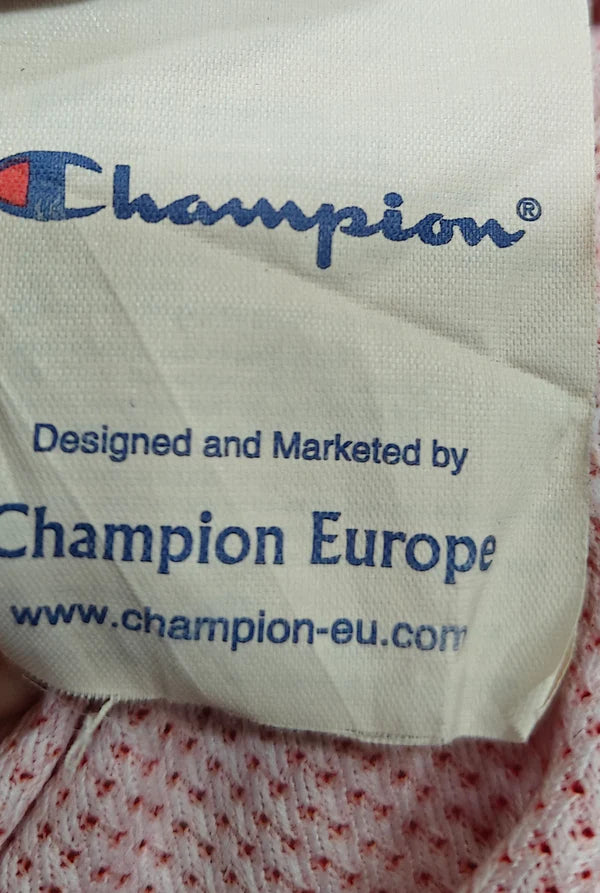 Champion®
Designed and Marketed by
Champion Europe
www.champion-eu.com